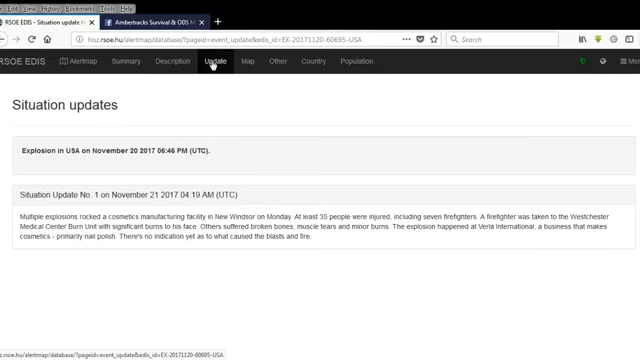 Edit View History Bookmarks Tools Help
RSOE EDIS - Situation update M
Ambertracks Survival & ODS M
hisz.rsoe.hu/alertmap/database/?pageid=event_update&edis_id=EX-20171120-60695-USA
Search
RSOE EDIS
Alertmap
Summary
Description
Update
Map
Other
Country
Population
Men
Situation updates
Explosion in USA on November 20 2017 06:46 PM (UTC).
Situation Update No. 1 on November 21 2017 04:19 AM (UTC)
Multiple explosions rocked a cosmetics manufacturing facility in New Windsor on Monday. At least 35 people were injured, including seven firefighters. A firefighter was taken to the Westchester
Medical Center Burn Unit with significant burns to his face. Others suffered broken bones, muscle tears and minor burns. The explosion happened at Verla International, a business that makes
cosmetics - primarily nail polish. There's no indication yet as to what caused the blasts and fire.
hisz.rsoe.hu/alertmap/database/?pageid=event_update&edis_id=EX-20171120-60695-USA